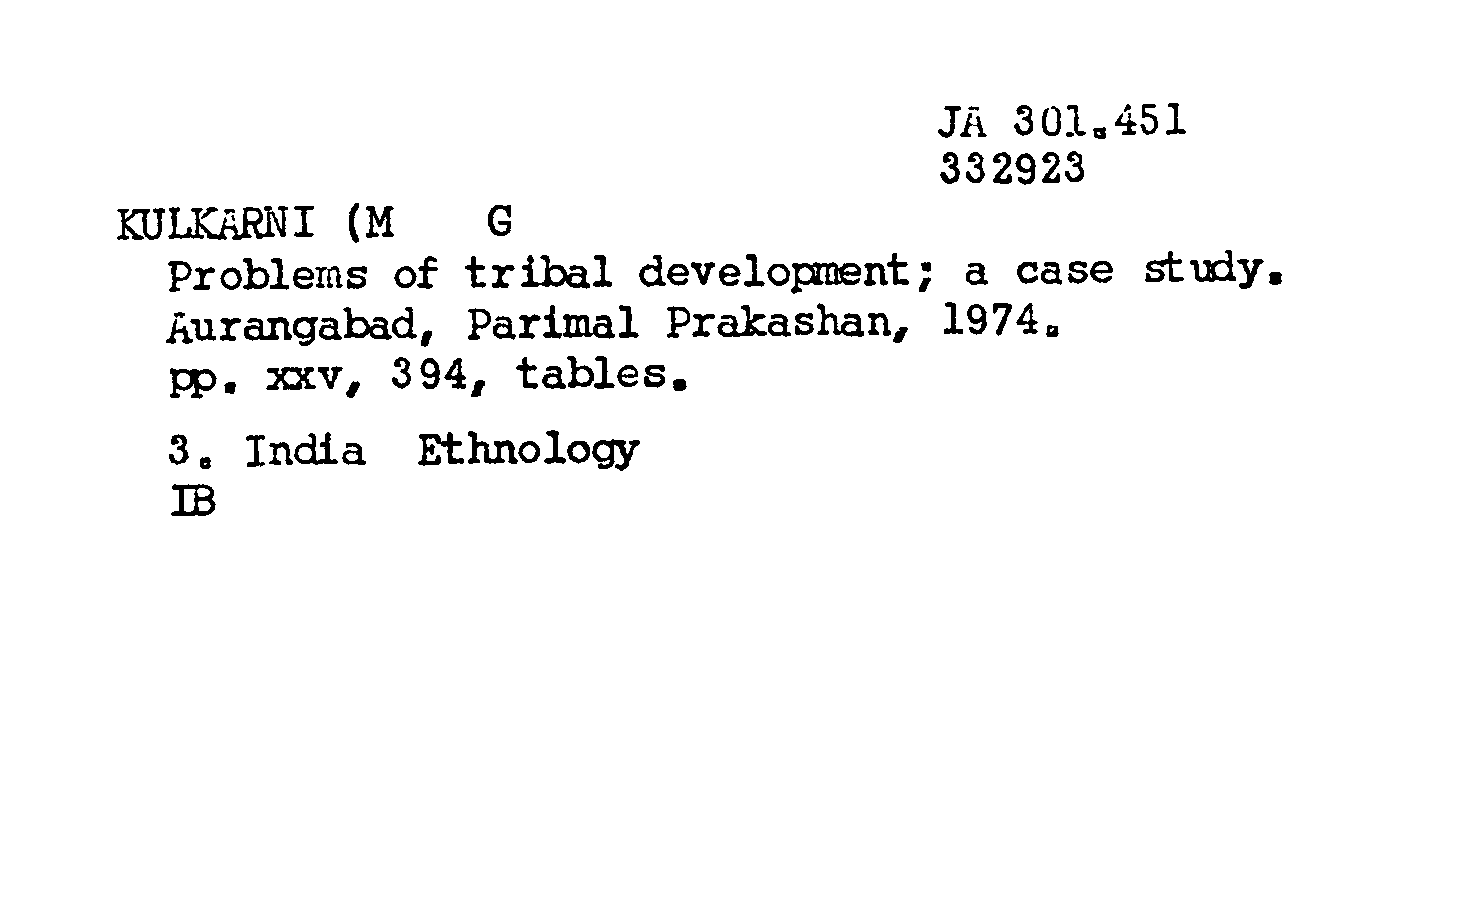 JA 301.451
332923
KULKARNI (M G
Problems of tribal development; a case study.
Aurangabad, Parimal Prakashan, 1974.
pp. xxv, 394, tables.
3. India Ethnology
IB